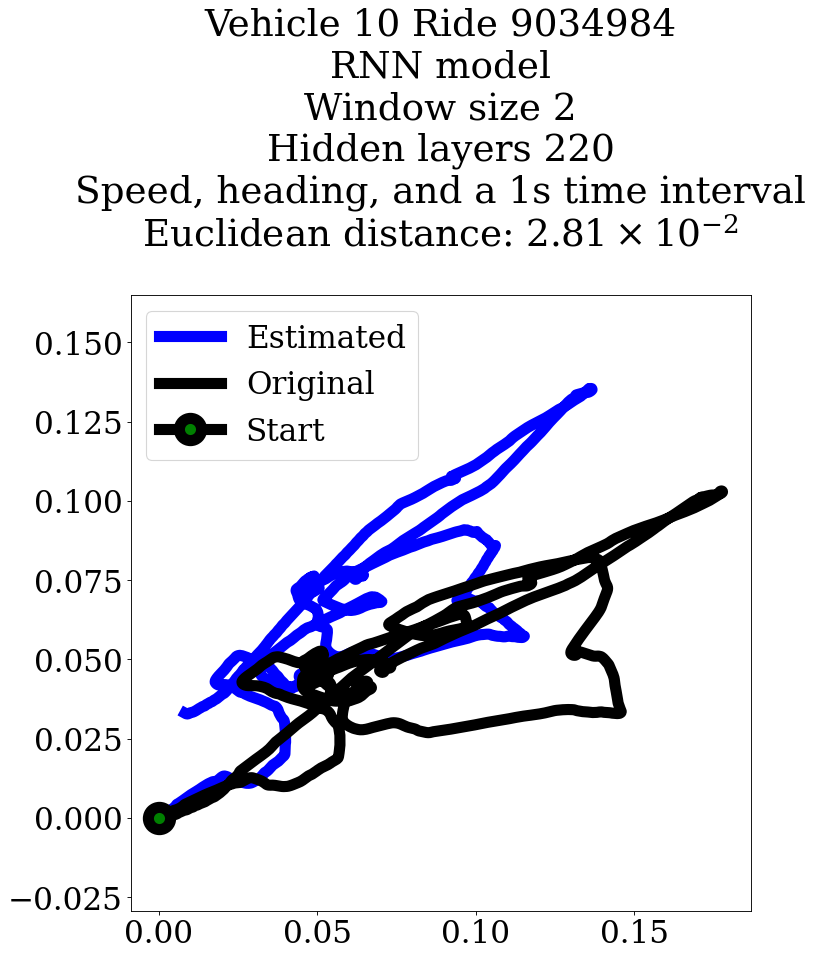 Vehicle 10 Ride 9034984
RNN model
Window size 2
Hidden layers 220
Speed, heading, and a 1s time interval
Euclidean distance: 2.81 × 10⁻²
Estimated
Original
Start
0.150
0.125
0.100
0.075
0.050
0.025
0.000
−0.025
0.00 0.05 0.10 0.15